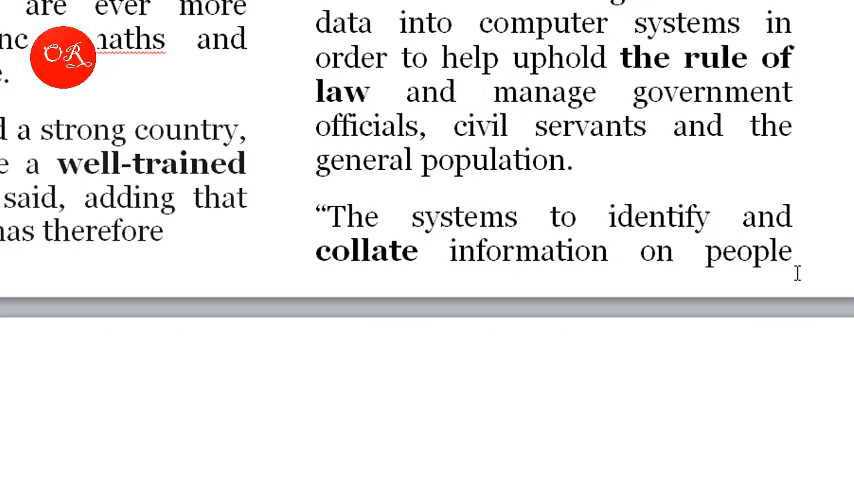 are ever more
maths and
OR
a strong country,
a well-trained
said, adding that
has therefore
data into computer systems in
order to help uphold the rule of
law and manage government
officials, civil servants and the
general population.
“The systems to identify and
collate information on people